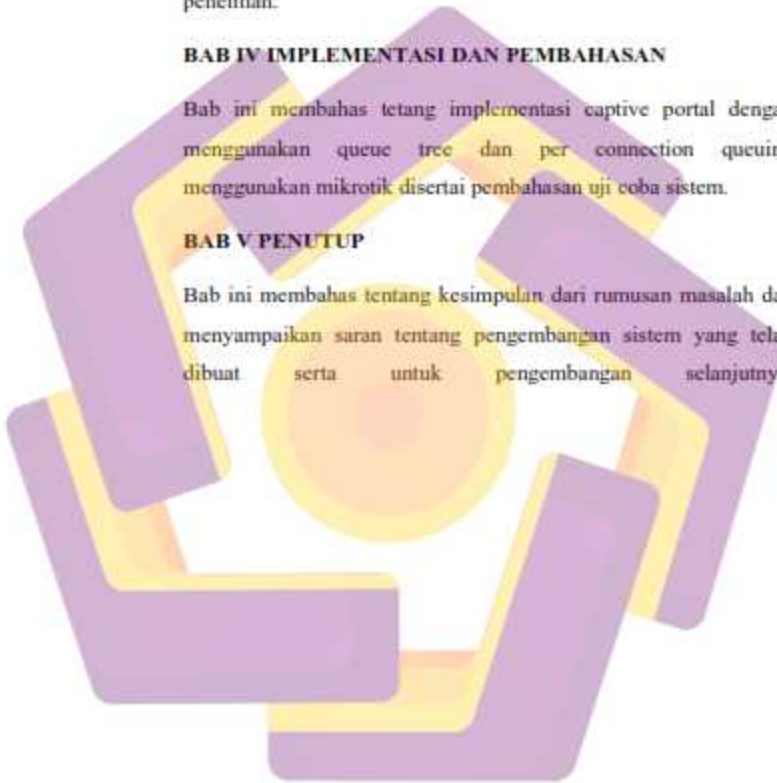 penelitian.
BAB IV IMPLEMENTASI DAN PEMBAHASAN
Bab ini membahas tetang implementasi captive portal denga
menggunakan queue tree dan per connection queuin
menggunakan mikrotik disertai pembahasan uji coba sistem.
BAB V PENUTUP
Bab ini membahas tentang kesimpulan dari rumusan masalah da
menyampaikan saran tentang pengembangan sistem yang tela
dibuat serta untuk pengembangan selanjutny